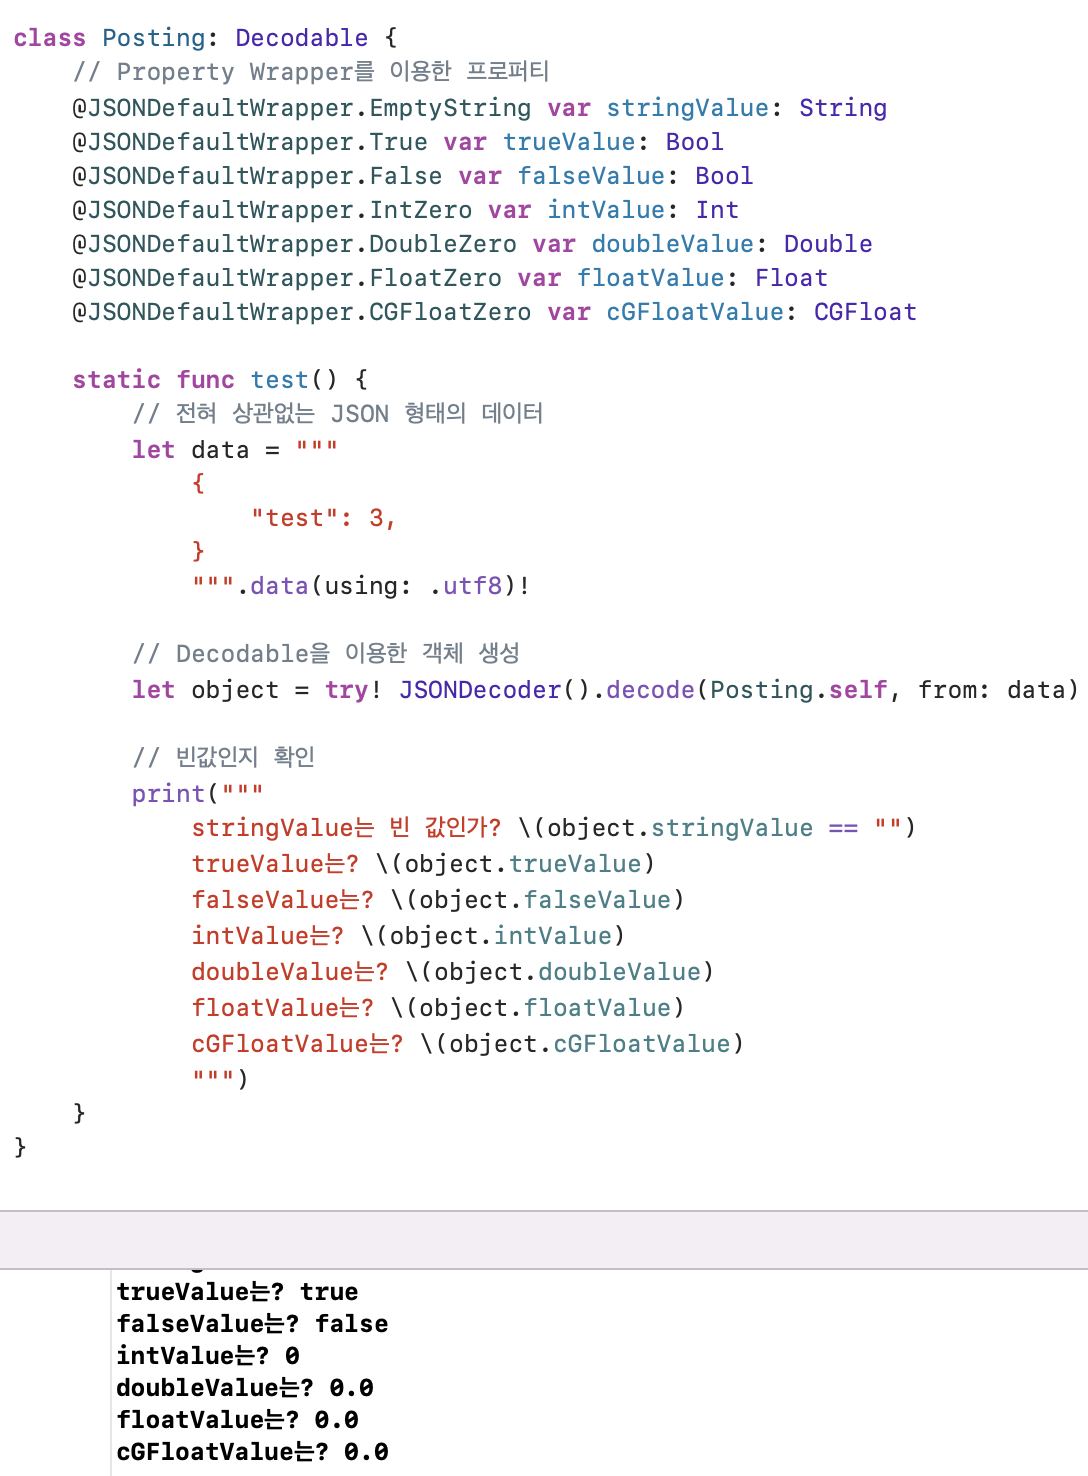 class Posting: Decodable {
    // Property Wrapper를 이용한 프로퍼티
    @JSONDefaultWrapper.EmptyString var stringValue: String
    @JSONDefaultWrapper.True var trueValue: Bool
    @JSONDefaultWrapper.False var falseValue: Bool
    @JSONDefaultWrapper.IntZero var intValue: Int
    @JSONDefaultWrapper.DoubleZero var doubleValue: Double
    @JSONDefaultWrapper.FloatZero var floatValue: Float
    @JSONDefaultWrapper.CGFloatZero var cGFloatValue: CGFloat
    static func test() {
        // 전혀 상관없는 JSON 형태의 데이터
        let data = """
            {
                "test": 3,
            }
            """.data(using: .utf8)!
        // Decodable을 이용한 객체 생성
        let object = try! JSONDecoder().decode(Posting.self, from: data)
        // 빈값인지 확인
        print("""
            stringValue는 빈 값인가? \(object.stringValue == "")
            trueValue는? \(object.trueValue)
            falseValue는? \(object.falseValue)
            intValue는? \(object.intValue)
            doubleValue는? \(object.doubleValue)
            floatValue는? \(object.floatValue)
            cGFloatValue는? \(object.cGFloatValue)
            """)
    }
}
trueValue는? true
falseValue는? false
intValue는? 0
doubleValue는? 0.0
floatValue는? 0.0
cGFloatValue는? 0.0